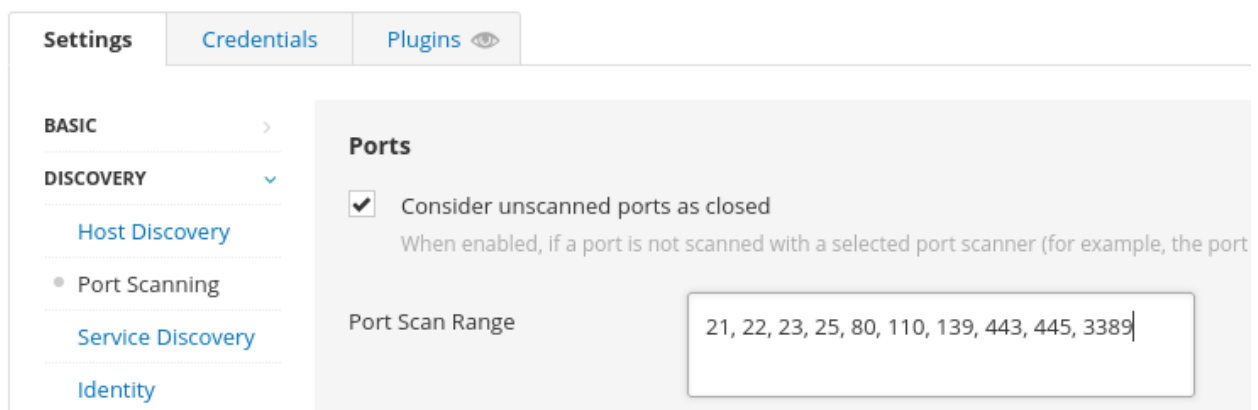 Settings
Credentials
Plugins
BASIC
DISCOVERY
Host Discovery
Port Scanning
Service Discovery
Identity
Ports
Consider unscanned ports as closed
When enabled, if a port is not scanned with a selected port scanner (for example, the port
Port Scan Range
21, 22, 23, 25, 80, 110, 139, 443, 445, 3389